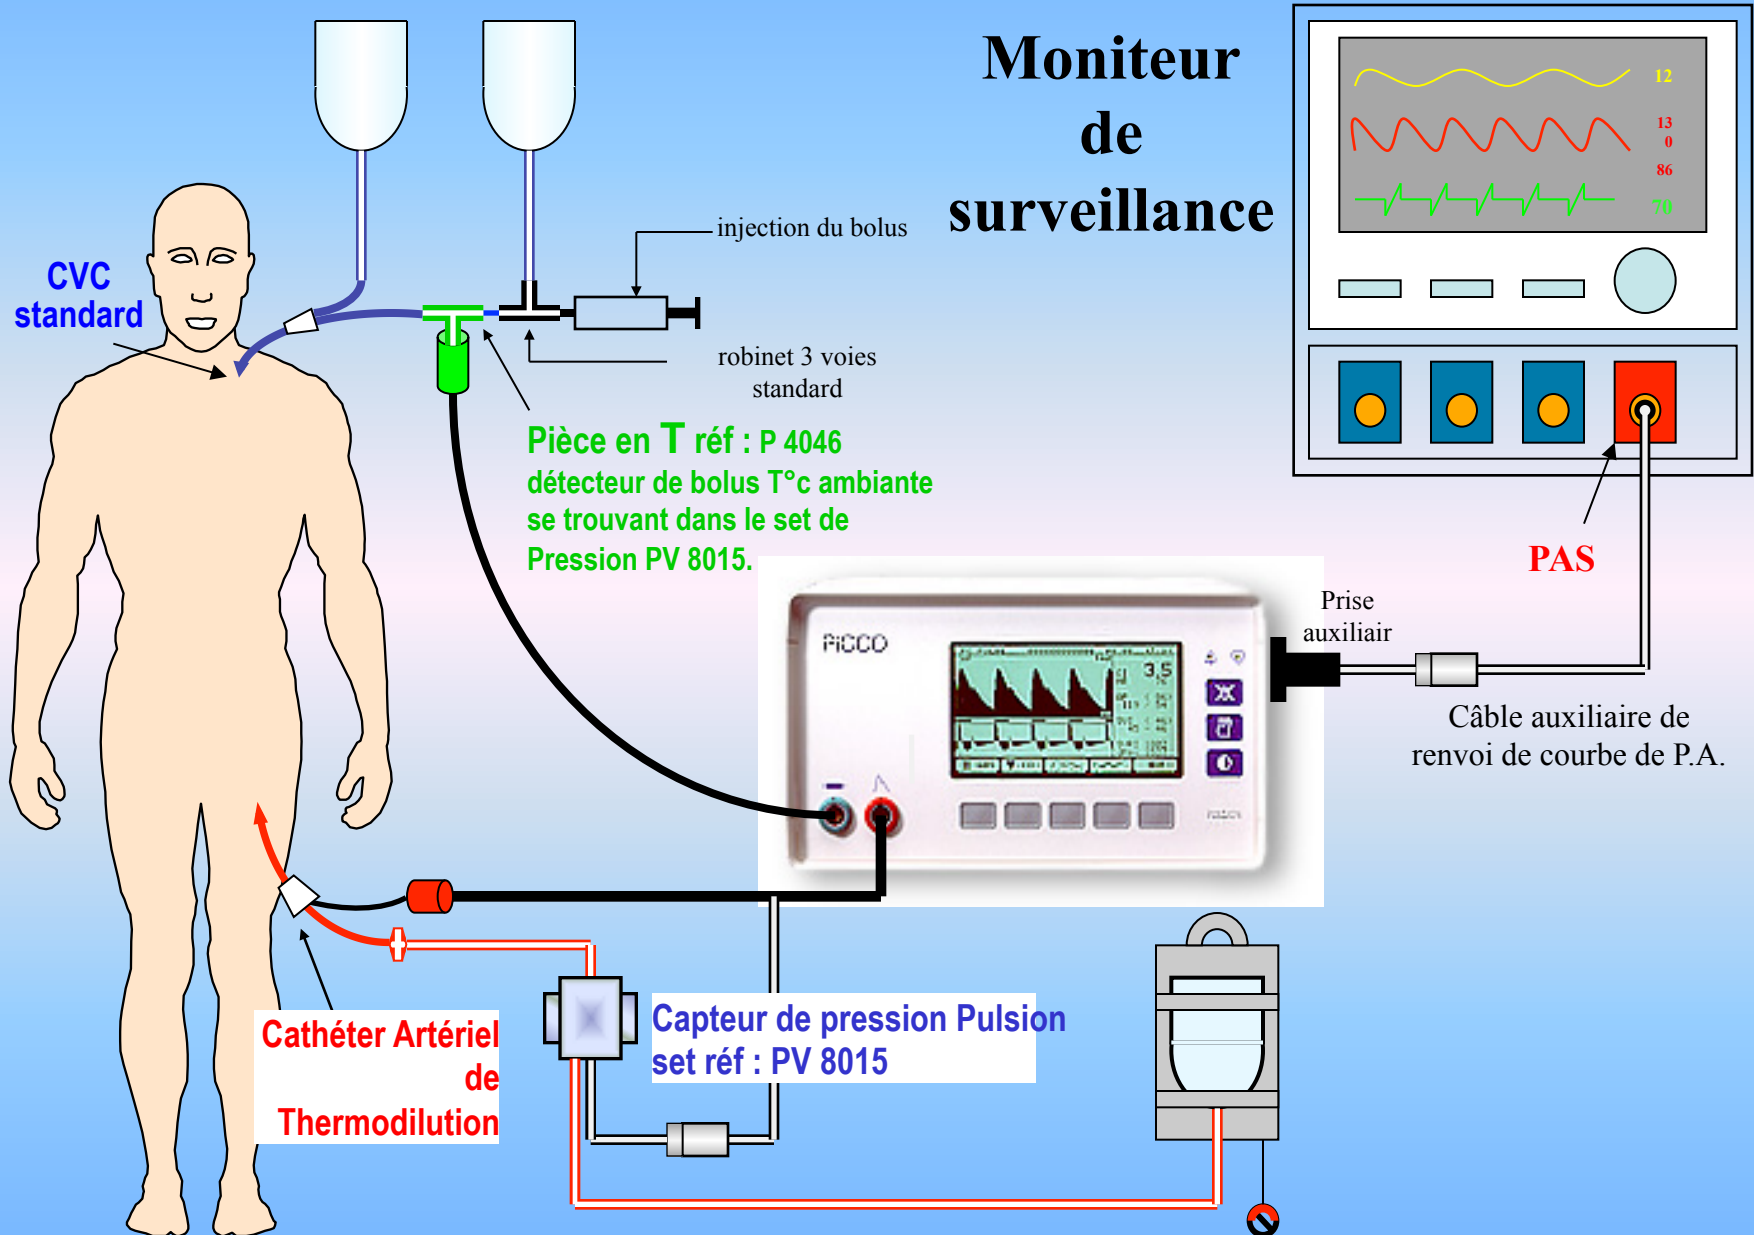 Moniteur
de
surveillance
12
13
0
86
70
injection du bolus
CVC
standard
robinet 3 voies
standard
Pièce en T réf : P 4046
détecteur de bolus T°c ambiante
se trouvant dans le set de
Pression PV 8015.
PAS
Prise
auxiliair
PiCCO
3,5
Câble auxiliaire de
renvoi de courbe de P.A.
Capteur de pression Pulsion
set réf : PV 8015
Cathéter Artériel
de
Thermodilution